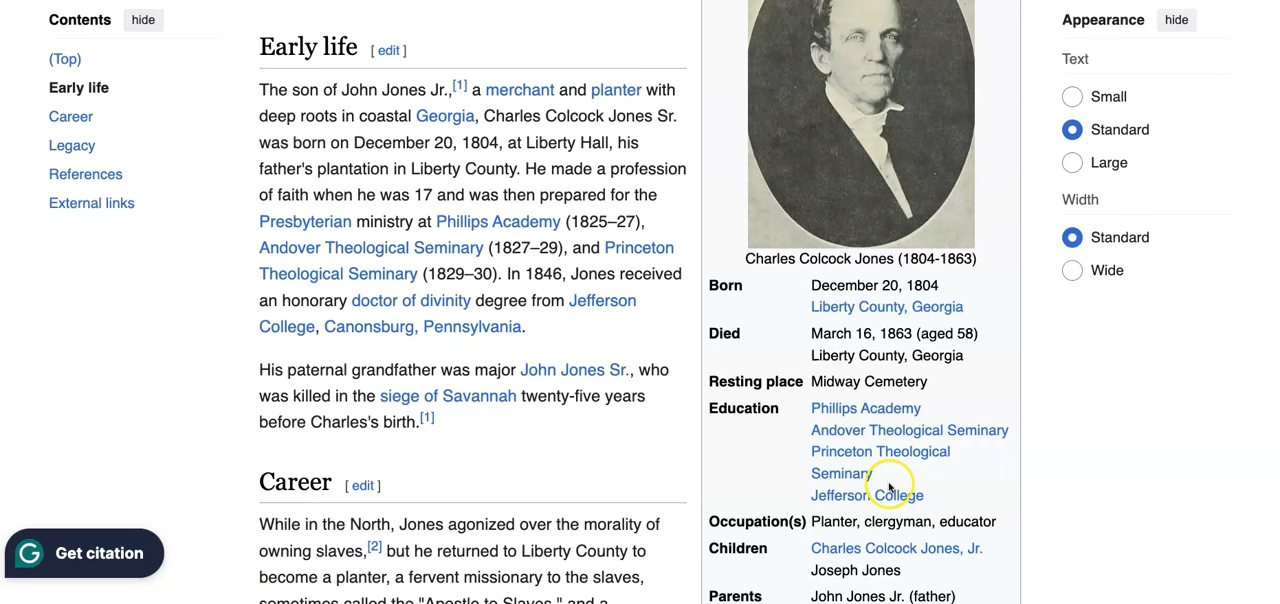 Contents hide
(Top)
Early life
Career
Legacy
References
External links
Early life [ edit ]
The son of John Jones Jr.,[1] a merchant and planter with
deep roots in coastal Georgia, Charles Colcock Jones Sr.
was born on December 20, 1804, at Liberty Hall, his
father's plantation in Liberty County. He made a profession
of faith when he was 17 and was then prepared for the
Presbyterian ministry at Phillips Academy (1825–27),
Andover Theological Seminary (1827–29), and Princeton
Theological Seminary (1829–30). In 1846, Jones received
an honorary doctor of divinity degree from Jefferson
College, Canonsburg, Pennsylvania.
His paternal grandfather was major John Jones Sr., who
was killed in the siege of Savannah twenty-five years
before Charles's birth.[1]
Career [ edit ]
While in the North, Jones agonized over the morality of
owning slaves,[2] but he returned to Liberty County to
become a planter, a fervent missionary to the slaves,
sometimes called the "Apostle to Slaves," and a
Charles Colcock Jones (1804-1863)
Born December 20, 1804
Liberty County, Georgia
Died March 16, 1863 (aged 58)
Liberty County, Georgia
Resting place Midway Cemetery
Education Phillips Academy
Andover Theological Seminary
Princeton Theological
Seminary
Jefferson College
Occupation(s) Planter, clergyman, educator
Children Charles Colcock Jones, Jr.
Joseph Jones
Parents John Jones Jr. (father)
Appearance hide
Text
Small
Standard
Large
Width
Standard
Wide
Get citation